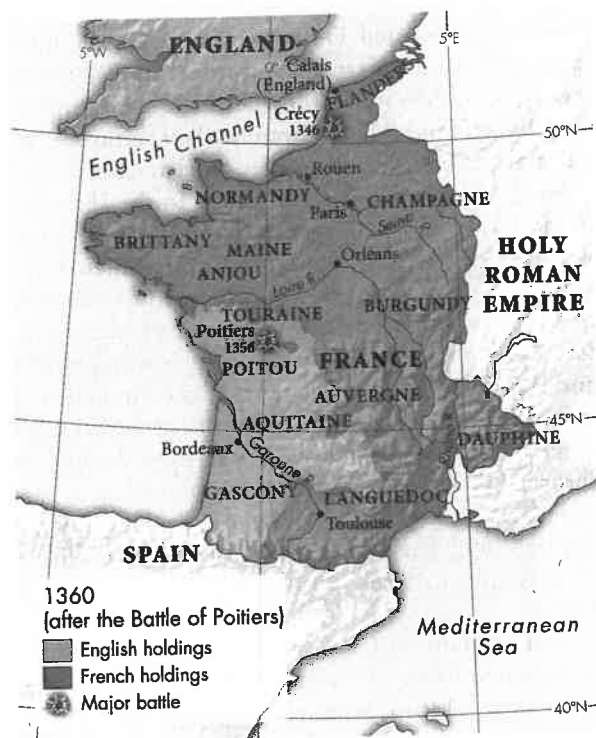 ENGLAND
5°W
5°E
Calais
(England)
FLANDERS
Crécy
1346
English Channel
50°N
Rouen
NORMANDY
CHAMPAGNE
Paris
Seine R.
BRITTANY
MAINE
ANJOU
Orléans
HOLY
ROMAN
EMPIRE
Loire R.
TOURAINE
BURGUNDY
Poitiers
1356
POITOU
FRANCE
AUVERGNE
AQUITAINE
45°N
DAUPHINE
Bordeaux
Garonne R.
GASCONY
LANGUEDOC
Toulouse
SPAIN
1360
(after the Battle of Poitiers)
English holdings
French holdings
Major battle
Mediterranean
Sea
40°N